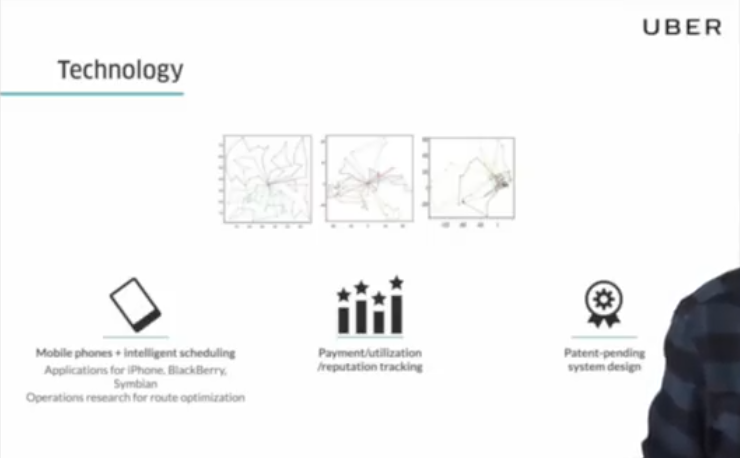 UBER
Technology
Mobile phones + intelligent scheduling
Applications for iPhone, BlackBerry,
Symbian
Operations research for route optimization
Payment/utilization
/reputation tracking
Patent-pending
system design